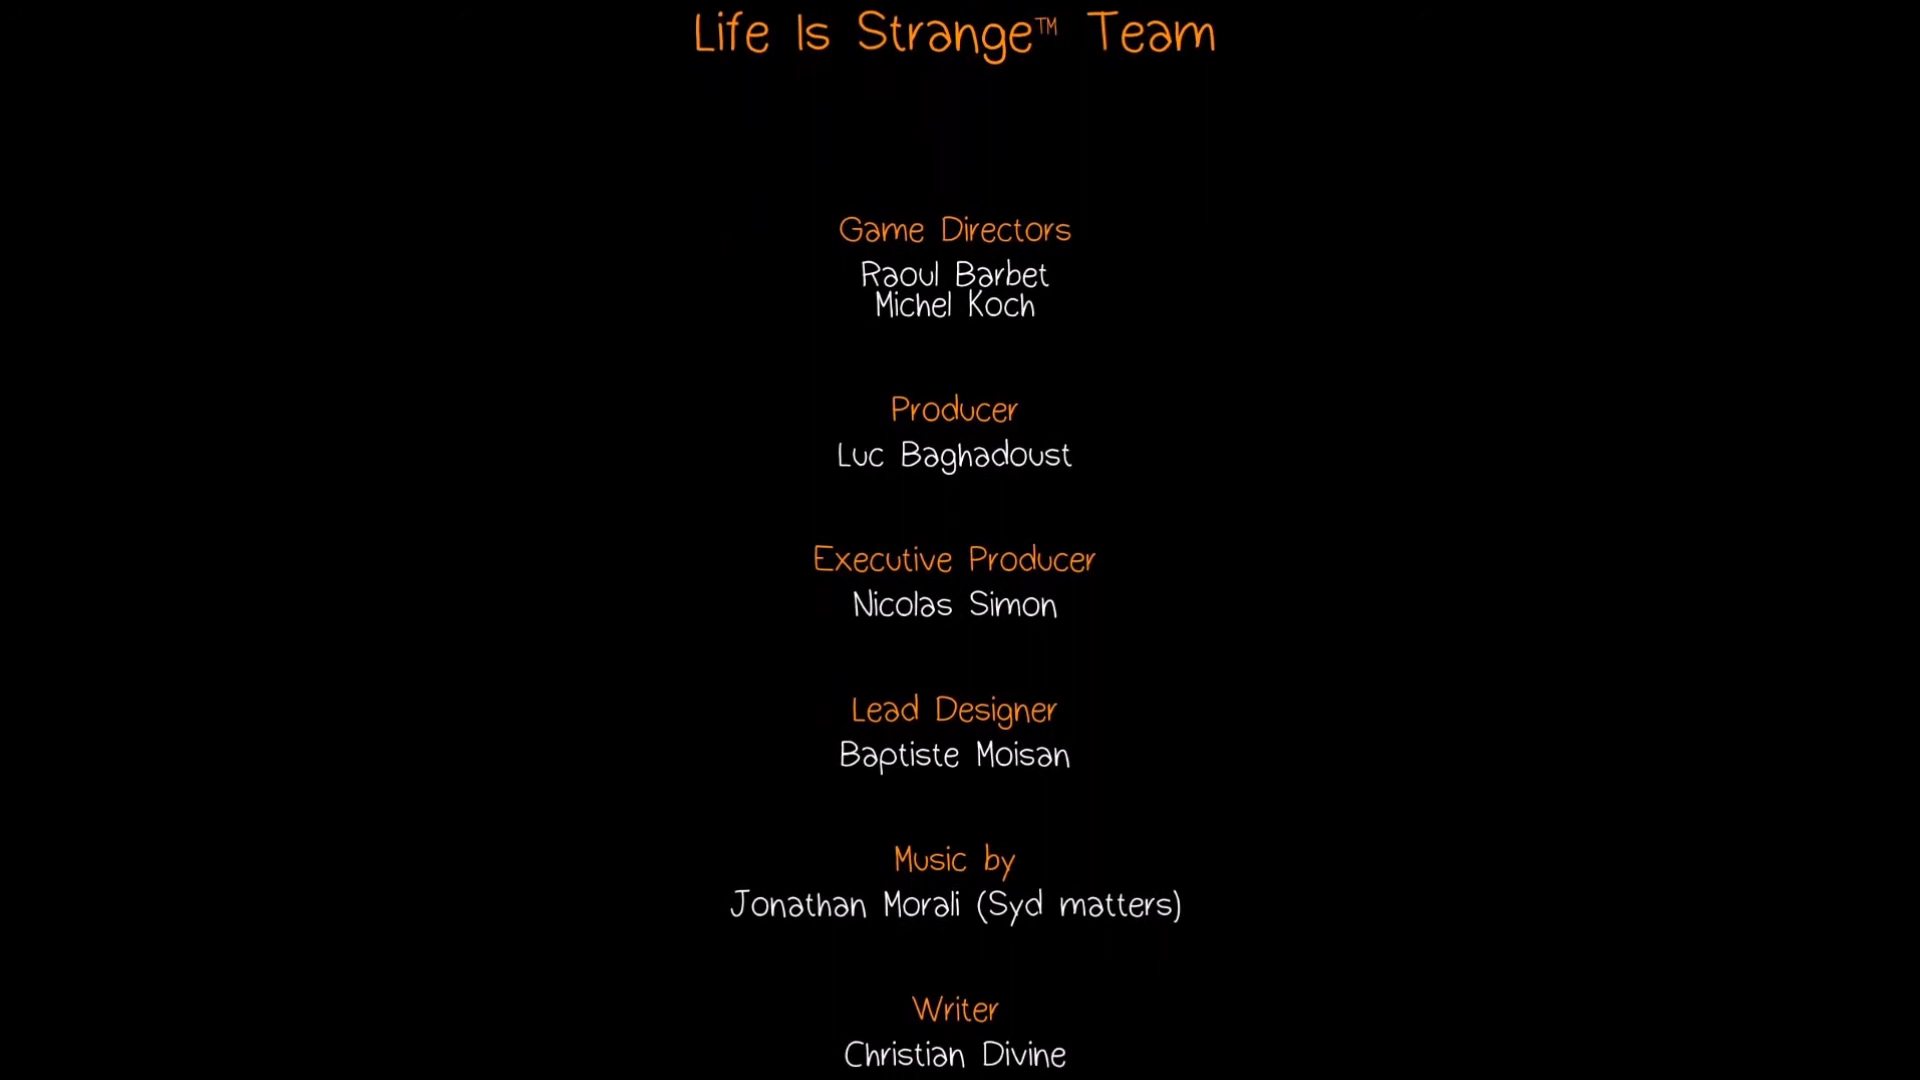 Life Is Strange™ Team
Game Directors
Raoul Barbet
Michel Koch
Producer
Luc Baghadoust
Executive Producer
Nicolas Simon
Lead Designer
Baptiste Moisan
Music by
Jonathan Morali (Syd matters)
Writer
Christian Divine